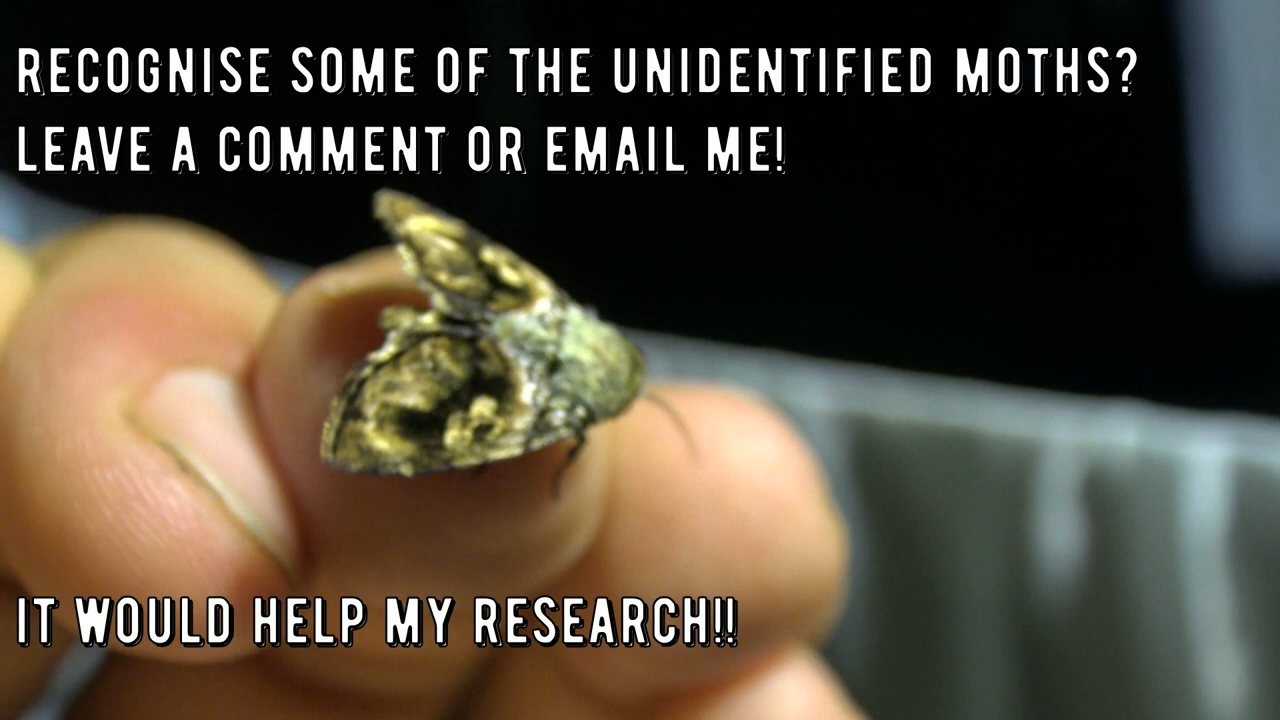 RECOGNISE SOME OF THE UNIDENTIFIED MOTHS?
LEAVE A COMMENT OR EMAIL ME!
IT WOULD HELP MY RESEARCH!!